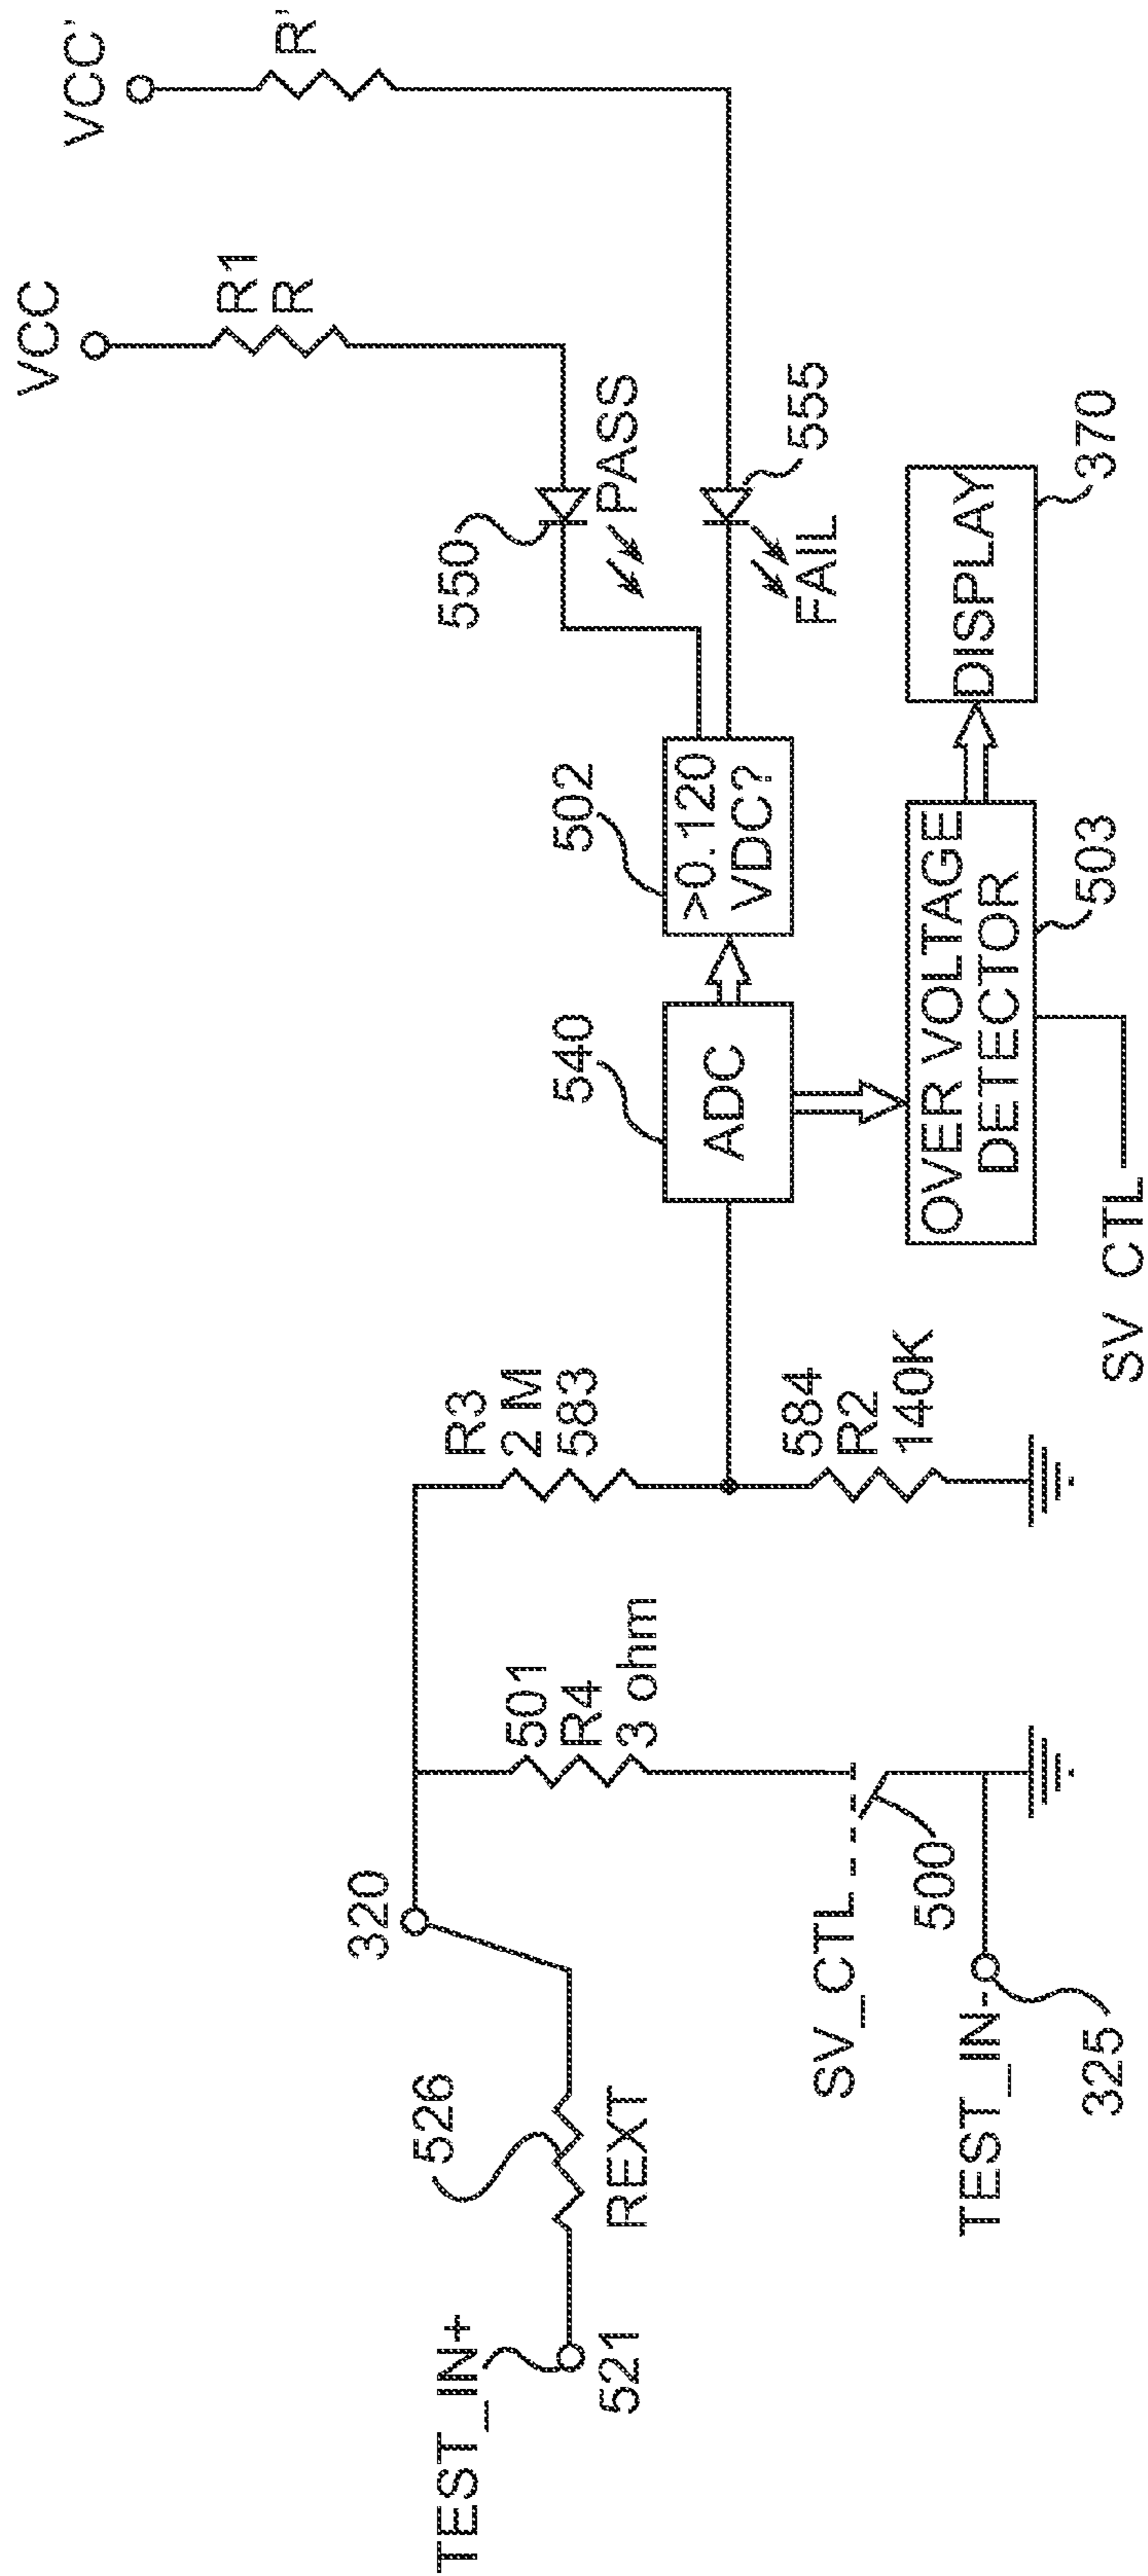 TEST_IN+
521
526
REXT
320
501
R4
3 ohm
SV_CTL
500
TEST_IN-
325
R3
2 M
583
584
R2
140K
540
ADC
502
>0.120
VDC?
OVER VOLTAGE
DETECTOR
503
SV CTL
DISPLAY
370
550
PASS
FAIL
555
VCC
R1
R
VCC'
R'